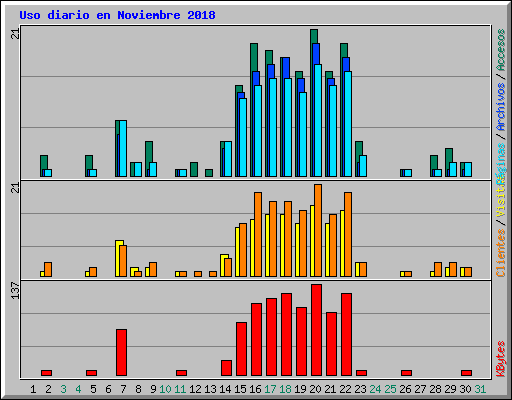 Uso diario en Noviembre 2018
21
21
137
Accesos / Archivos / Páginas
Clientes / visitas
KBytes
1 2 3 4 5 6 7 8 9 10 11 12 13 14 15 16 17 18 19 20 21 22 23 24 25 26 27 28 29 30 31